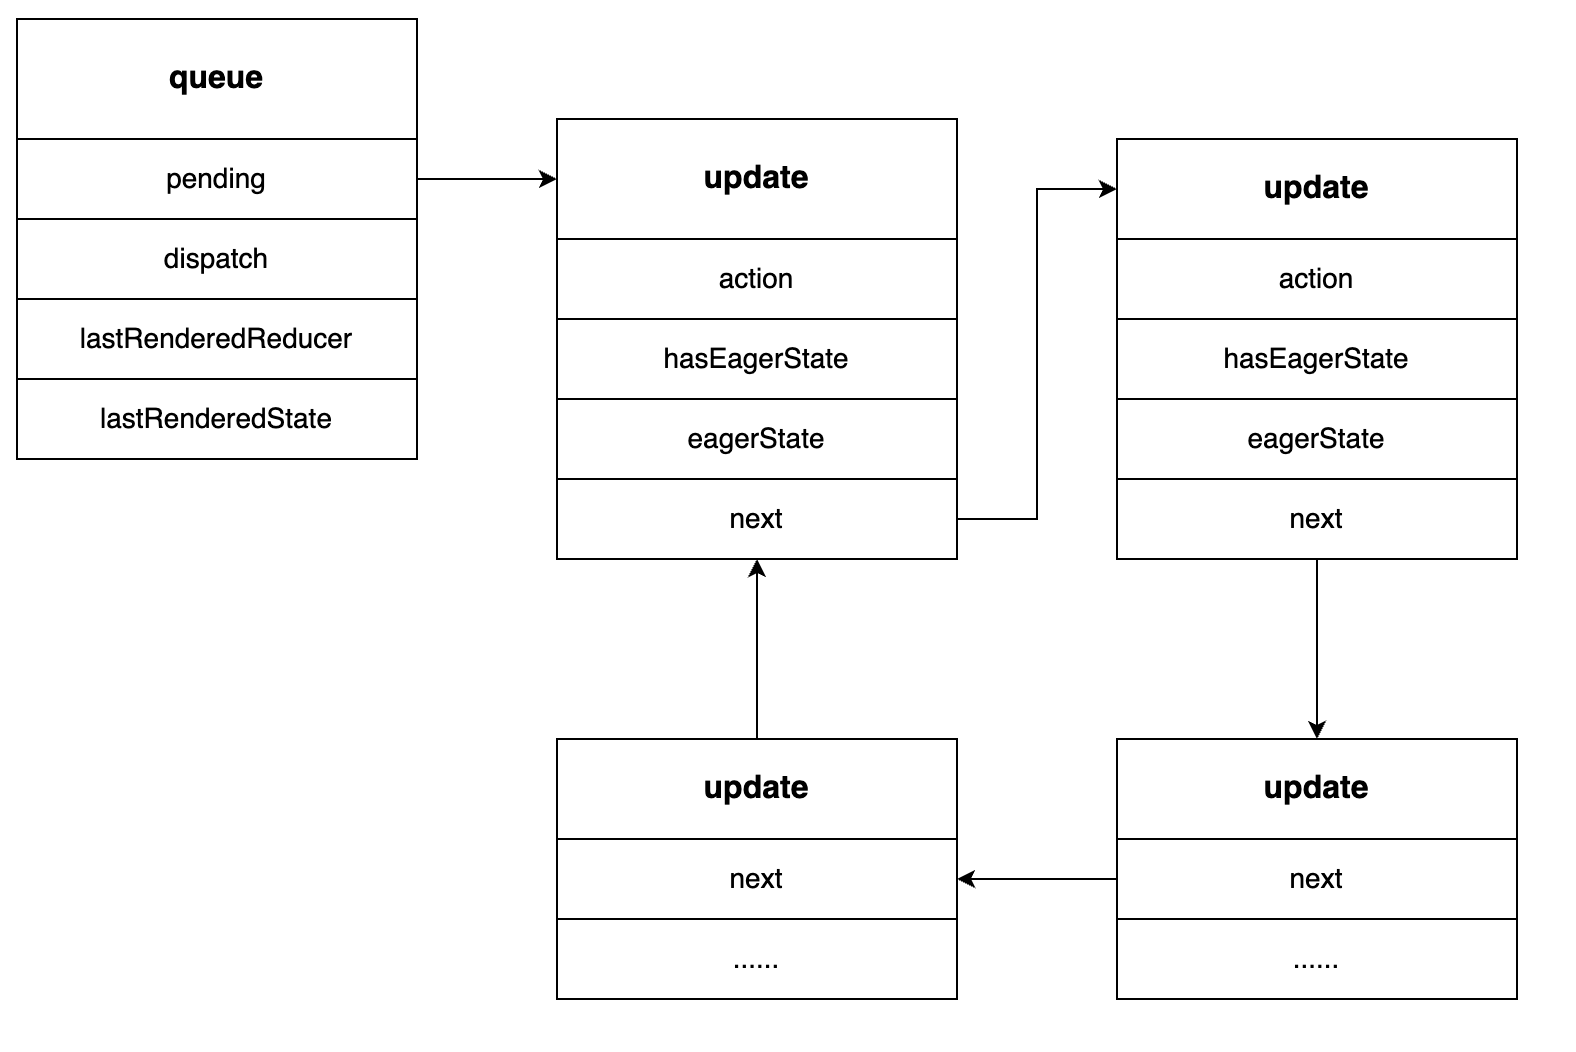 queue
pending
dispatch
lastRenderedReducer
lastRenderedState
update
action
hasEagerState
eagerState
next
update
action
hasEagerState
eagerState
next
update
next
......
update
next
......